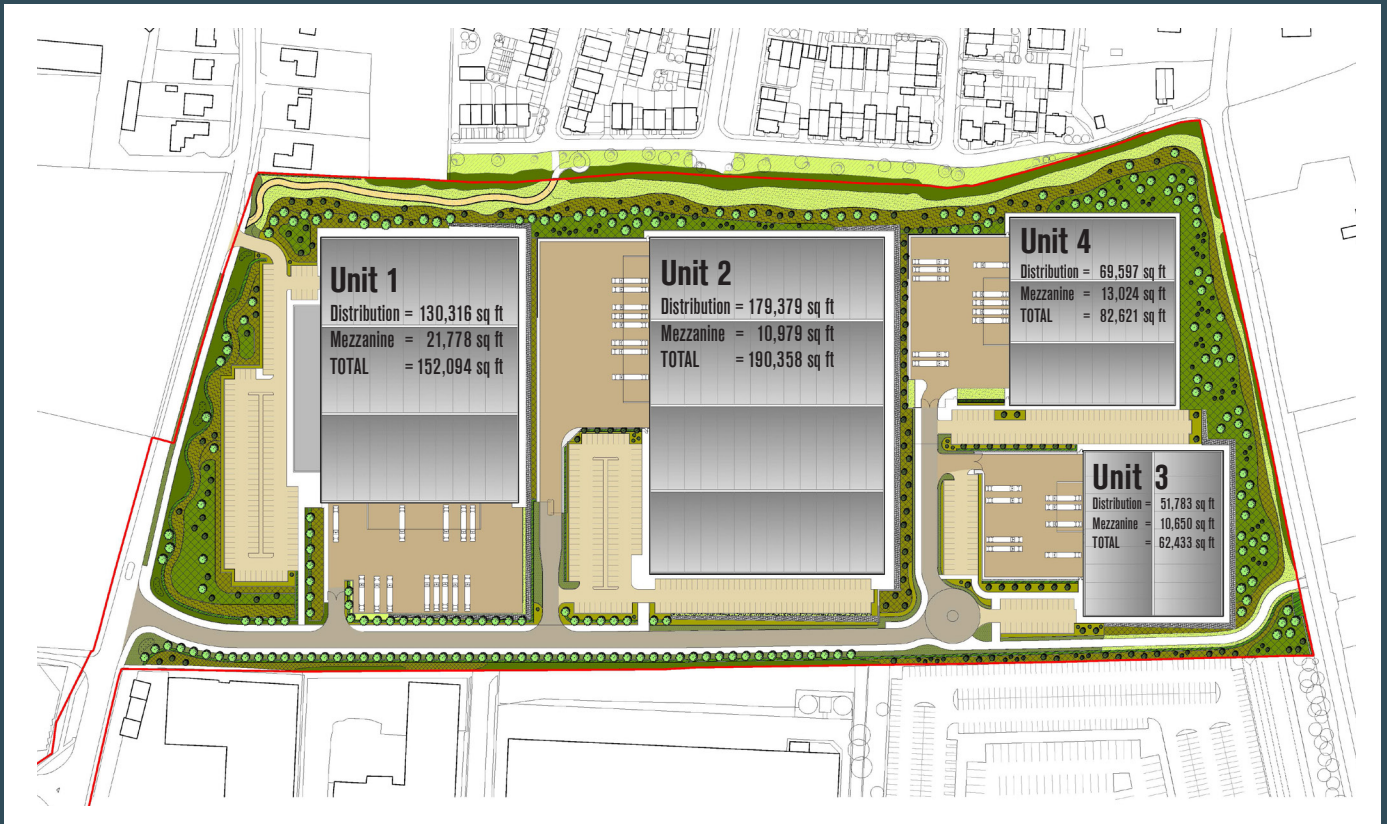 Unit 1
Distribution = 130,316 sq ft
Mezzanine = 21,778 sq ft
TOTAL = 152,094 sq ft
Unit 2
Distribution = 179,379 sq ft
Mezzanine = 10,979 sq ft
TOTAL = 190,358 sq ft
Unit 4
Distribution = 69,597 sq ft
Mezzanine = 13,024 sq ft
TOTAL = 82,621 sq ft
Unit 3
Distribution = 51,783 sq ft
Mezzanine = 10,650 sq ft
TOTAL = 62,433 sq ft